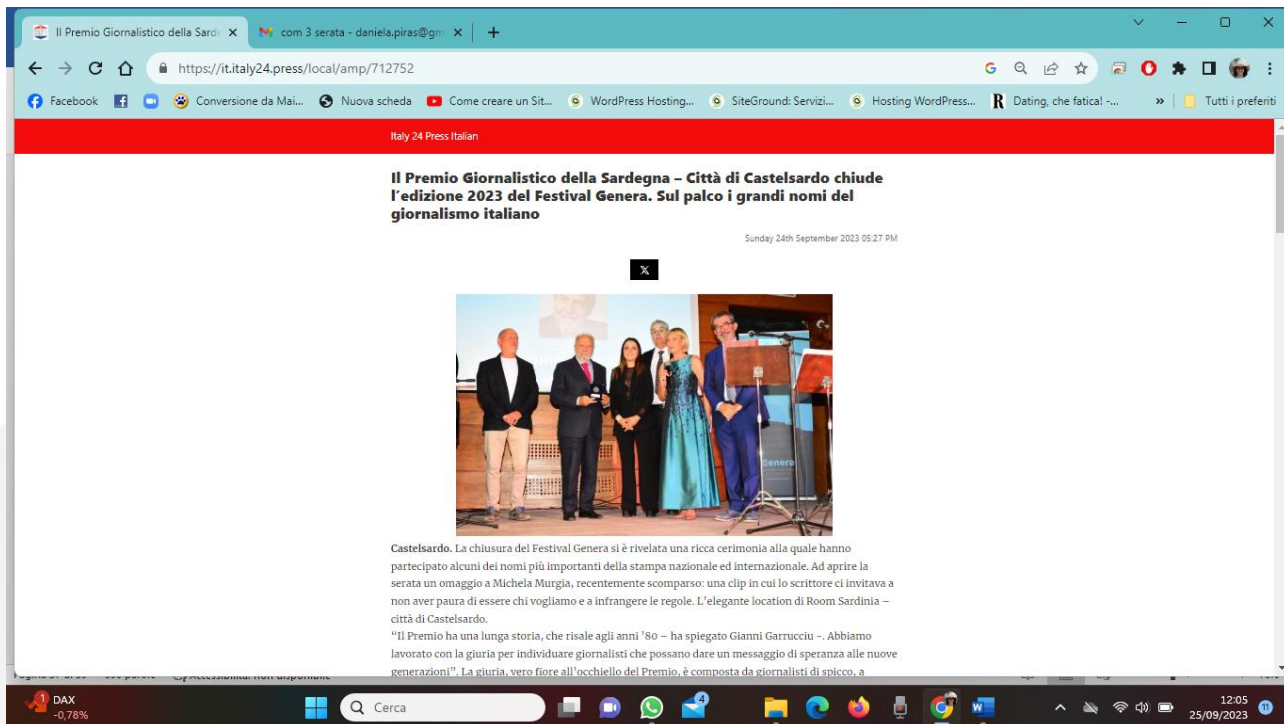 Il Premio Giornalistico della Sarde
com 3 serata - daniela.piras@gm
https://it.italy24.press/local/amp/712752
Facebook
Conversione da Mai...
Nuova scheda
Come creare un Sit...
WordPress Hosting...
SiteGround: Servizi...
Hosting WordPress...
R Dating, che fatica! -...
»
Tutti i preferiti
Italy 24 Press Italian
Il Premio Giornalistico della Sardegna – Città di Castelsardo chiude
l’edizione 2023 del Festival Genera. Sul palco i grandi nomi del
giornalismo italiano
Sunday 24th September 2023 05:27 PM
X
Genera
Castelsardo. La chiusura del Festival Genera si è rivelata una ricca cerimonia alla quale hanno
partecipato alcuni dei nomi più importanti della stampa nazionale ed internazionale. Ad aprire la
serata un omaggio a Michela Murgia, recentemente scomparso: una clip in cui lo scrittore ci invitava a
non aver paura di essere chi vogliamo e a infrangere le regole. L’elegante location di Room Sardinia –
città di Castelsardo.
“Il Premio ha una lunga storia, che risale agli anni ’80 – ha spiegato Gianni Garrucciu -. Abbiamo
lavorato con la giuria per individuare giornalisti che possano dare un messaggio di speranza alle nuove
generazioni”. La giuria, vero fiore all’occhiello del Premio, è composta da giornalisti di spicco, a
1
DAX
-0,78%
Cerca
4
12:05
25/09/2023
11